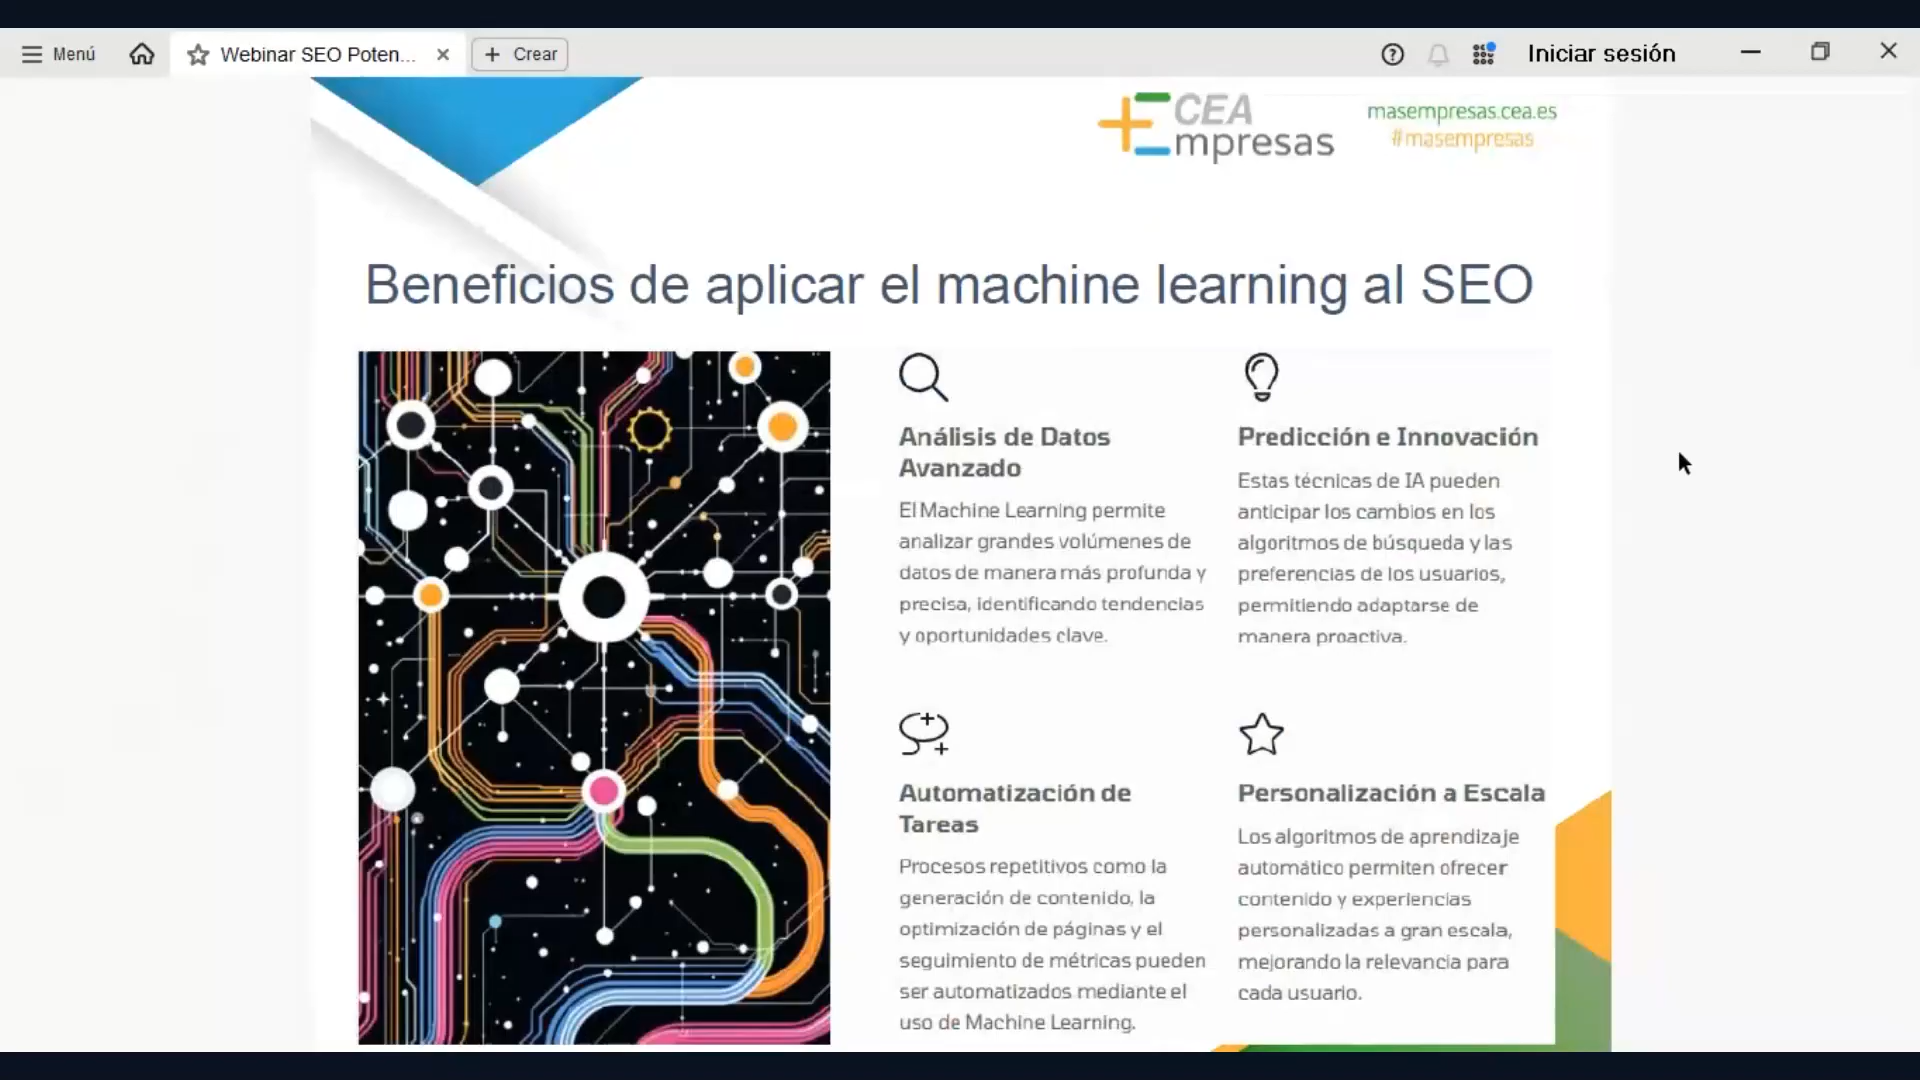 Menú
Webinar SEO Poten...
Crear
Iniciar sesión
CEA
Empresas
masempresas.cea.es
#masempresas
Beneficios de aplicar el machine learning al SEO
Análisis de Datos
Avanzado
El Machine Learning permite
analizar grandes volúmenes de
datos de manera más profunda y
precisa, identificando tendencias
y oportunidades clave.
Predicción e Innovación
Estas técnicas de IA pueden
anticipar los cambios en los
algoritmos de búsqueda y las
preferencias de los usuarios,
permitiendo adaptarse de
manera proactiva.
Automatización de
Tareas
Procesos repetitivos como la
generación de contenido, la
optimización de páginas y el
seguimiento de métricas pueden
ser automatizados mediante el
uso de Machine Learning.
Personalización a Escala
Los algoritmos de aprendizaje
automático permiten ofrecer
contenido y experiencias
personalizadas a gran escala,
mejorando la relevancia para
cada usuario.